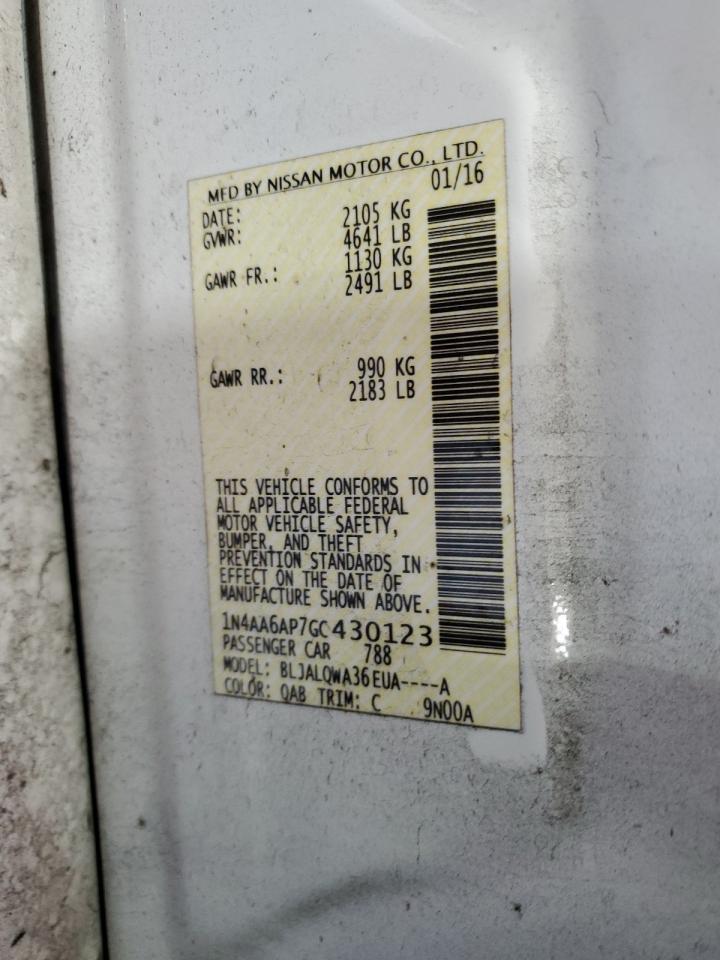 MFD BY NISSAN MOTOR CO., LTD.
DATE: 01/16
GVWR: 2105 KG
4641 LB
GAWR FR.: 1130 KG
2491 LB
GAWR RR.: 990 KG
2183 LB
THIS VEHICLE CONFORMS TO
ALL APPLICABLE FEDERAL
MOTOR VEHICLE SAFETY,
BUMPER, AND THEFT
PREVENTION STANDARDS IN
EFFECT ON THE DATE OF
MANUFACTURE SHOWN ABOVE.
1N4AA6AP7GC430123
PASSENGER CAR 788
MODEL: BLJALQWA36EUA----A
COLOR: QAB TRIM: C 9N00A